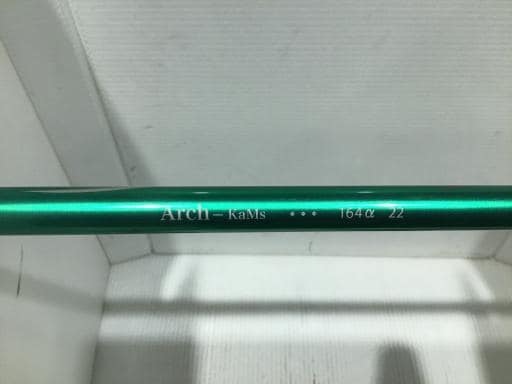 Arch – KaMs ∘∘∘ 164α 22